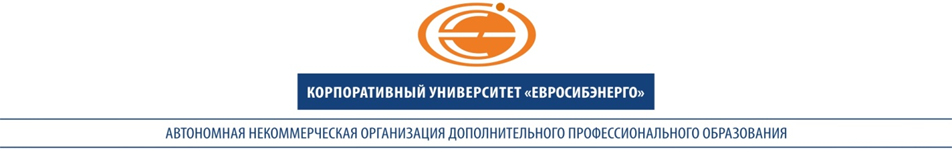 КОРПОРАТИВНЫЙ УНИВЕРСИТЕТ «ЕВРОСИБЭНЕРГО»
АВТОНОМНАЯ НЕКОММЕРЧЕСКАЯ ОРГАНИЗАЦИЯ ДОПОЛНИТЕЛЬНОГО ПРОФЕССИОНАЛЬНОГО ОБРАЗОВАНИЯ